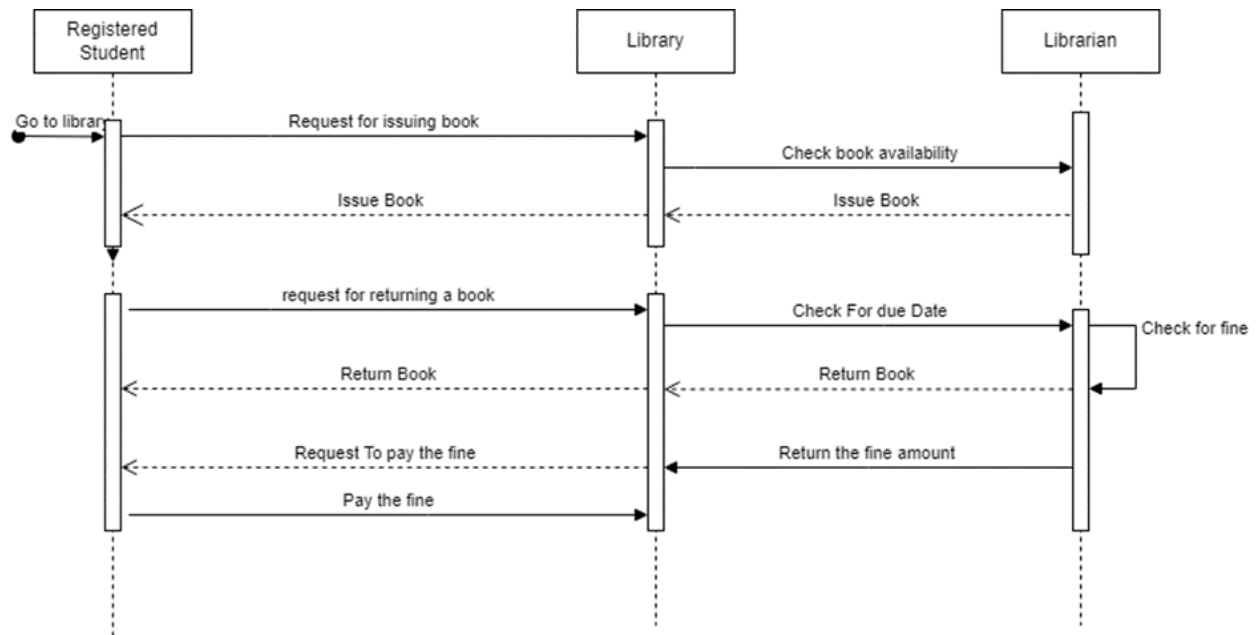 Registered
Student
Library
Librarian
Go to library
Request for issuing book
Check book availability
Issue Book
Issue Book
request for returning a book
Check For due Date
Check for fine
Return Book
Return Book
Request To pay the fine
Return the fine amount
Pay the fine